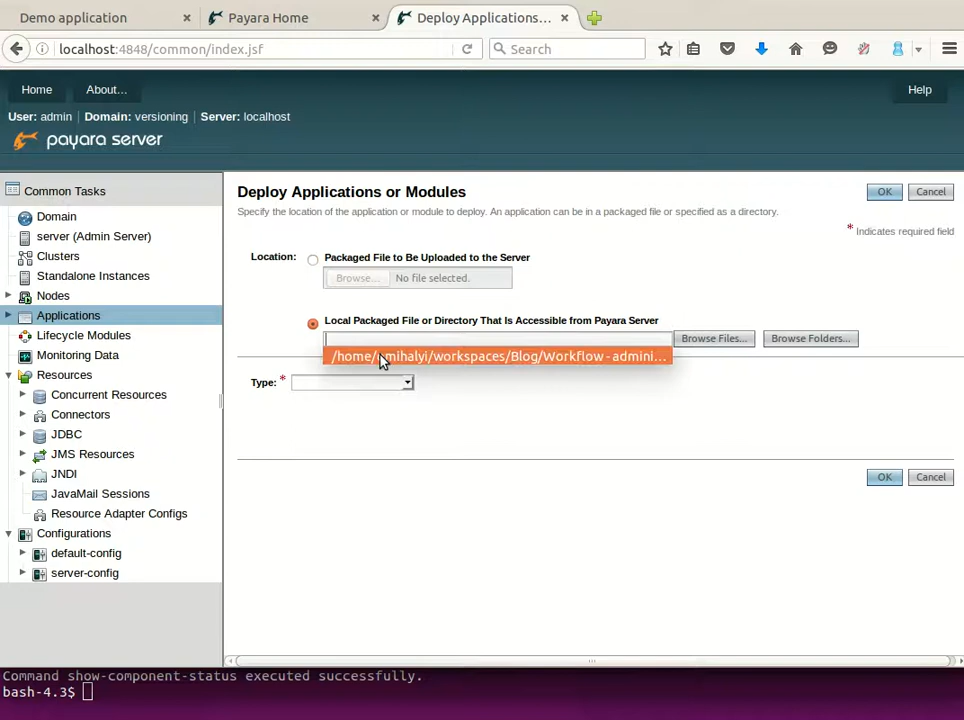 Demo application
Payara Home
Deploy Applications...
localhost:4848/common/index.jsf
Search
Home
About...
Help
User: admin
Domain: versioning
Server: localhost
payara server
Common Tasks
Domain
server (Admin Server)
Clusters
Standalone Instances
Nodes
Applications
Lifecycle Modules
Monitoring Data
Resources
Concurrent Resources
Connectors
JDBC
JMS Resources
JNDI
JavaMail Sessions
Resource Adapter Configs
Configurations
default-config
server-config
Deploy Applications or Modules
OK
Cancel
Specify the location of the application or module to deploy. An application can be in a packaged file or specified as a directory.
* Indicates required field
Location:
Packaged File to Be Uploaded to the Server
Browse...
No file selected.
Local Packaged File or Directory That Is Accessible from Payara Server
Browse Files...
Browse Folders...
/workspaces/Blog/Workflow - admini...
Type: *
OK
Cancel
Command show-component-status executed successfully.
bash-4.3$